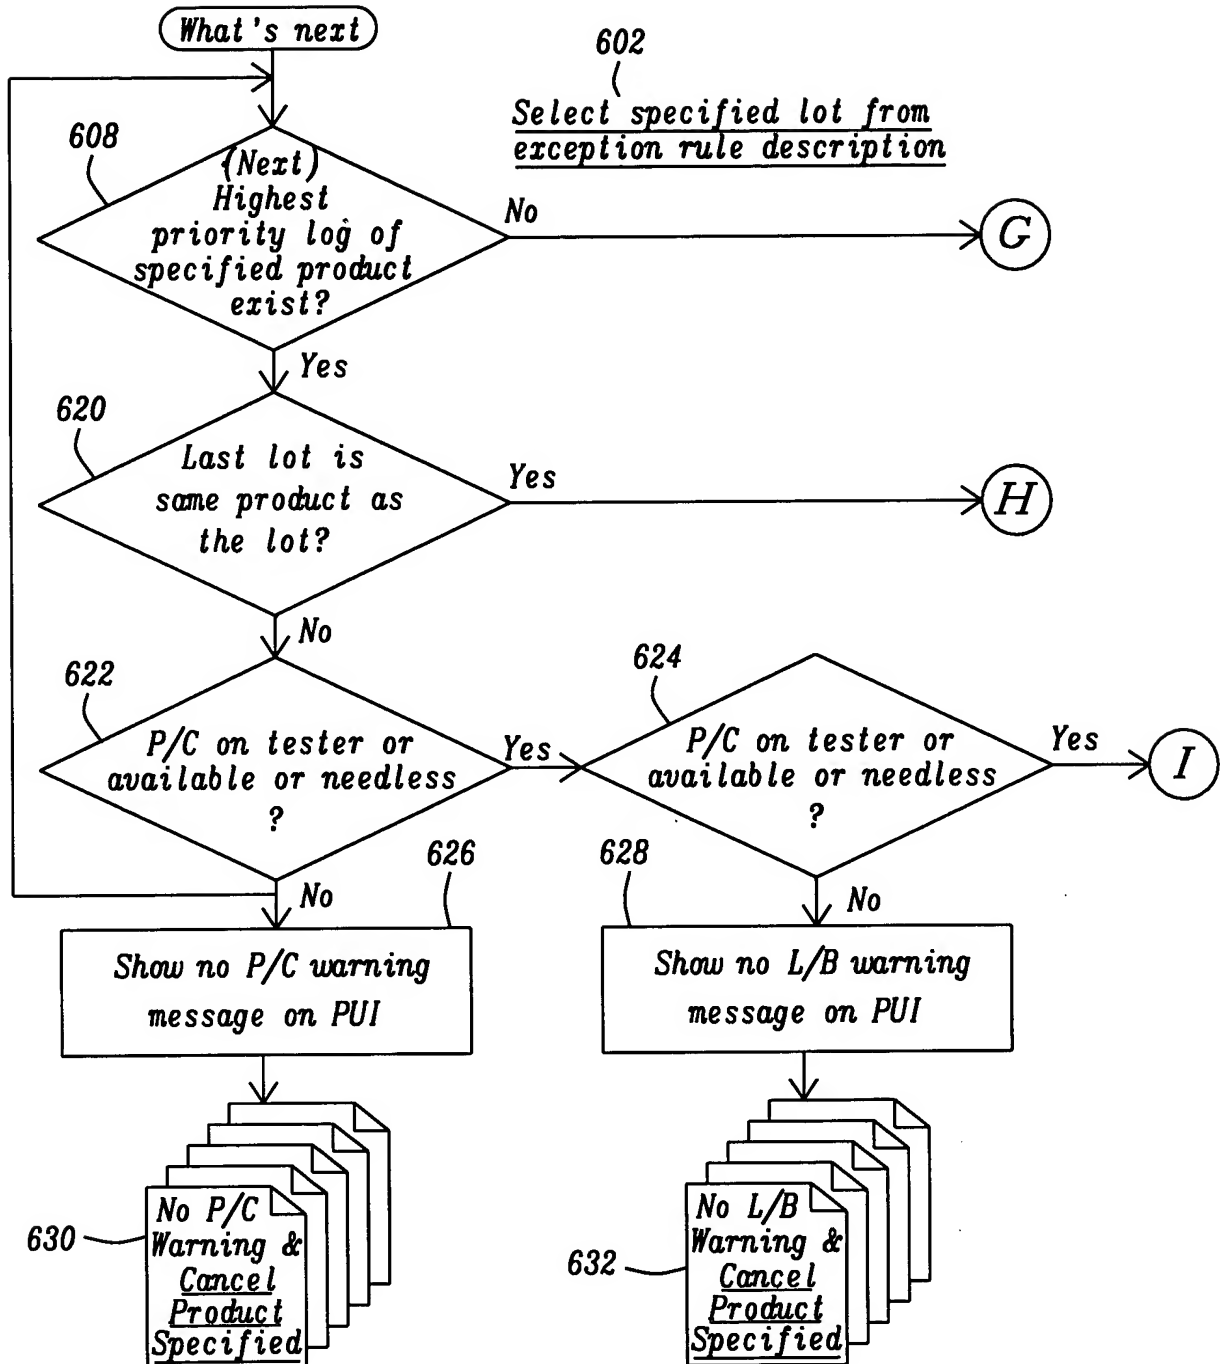 What's next
602
Select specified lot from
exception rule description
608
(Next)
Highest
priority log of
specified product
exist?
No
G
Yes
620
Last lot is
same product as
the lot?
Yes
H
No
622
P/C on tester or
available or needless
?
Yes
624
P/C on tester or
available or needless
?
Yes
I
No
626
Show no P/C warning
message on PUI
No
628
Show no L/B warning
message on PUI
630
No P/C
Warning &
Cancel
Product
Specified
632
No L/B
Warning &
Cancel
Product
Specified